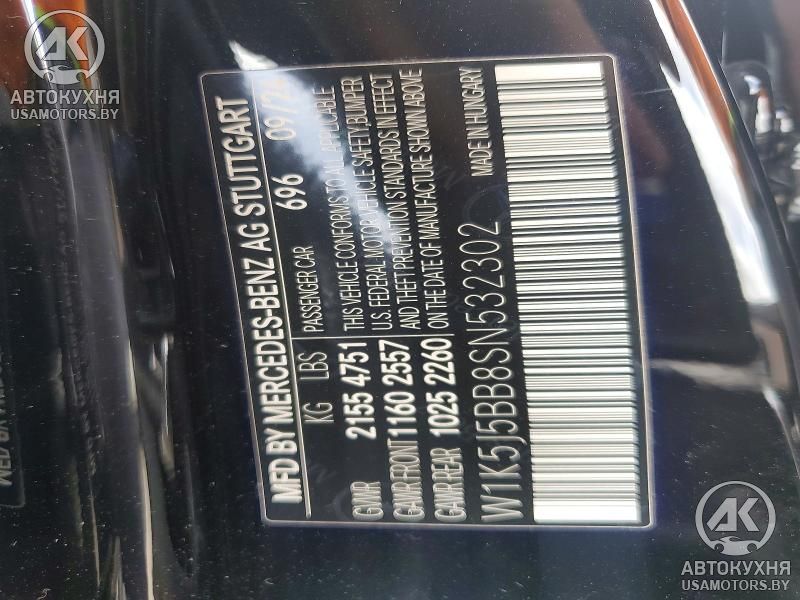 AK
АВТОКУХНЯ
USAMOTORS.BY
MFD BY MERCEDES-BENZ AG STUTTGART
KG LBS PASSENGER CAR 696 09/24
GVWR 2155 4751 THIS VEHICLE CONFORMS TO ALL APPLICABLE
GAWR-FRONT 1160 2557 U.S. FEDERAL MOTOR VEHICLE SAFETY, BUMPER
GAWR-REAR 1025 2260 AND THEFT PREVENTION STANDARDS IN EFFECT
ON THE DATE OF MANUFACTURE SHOWN ABOVE
W1K5J5BB8SN532302 MADE IN HUNGARY
AK
АВТОКУХНЯ
USAMOTORS.BY